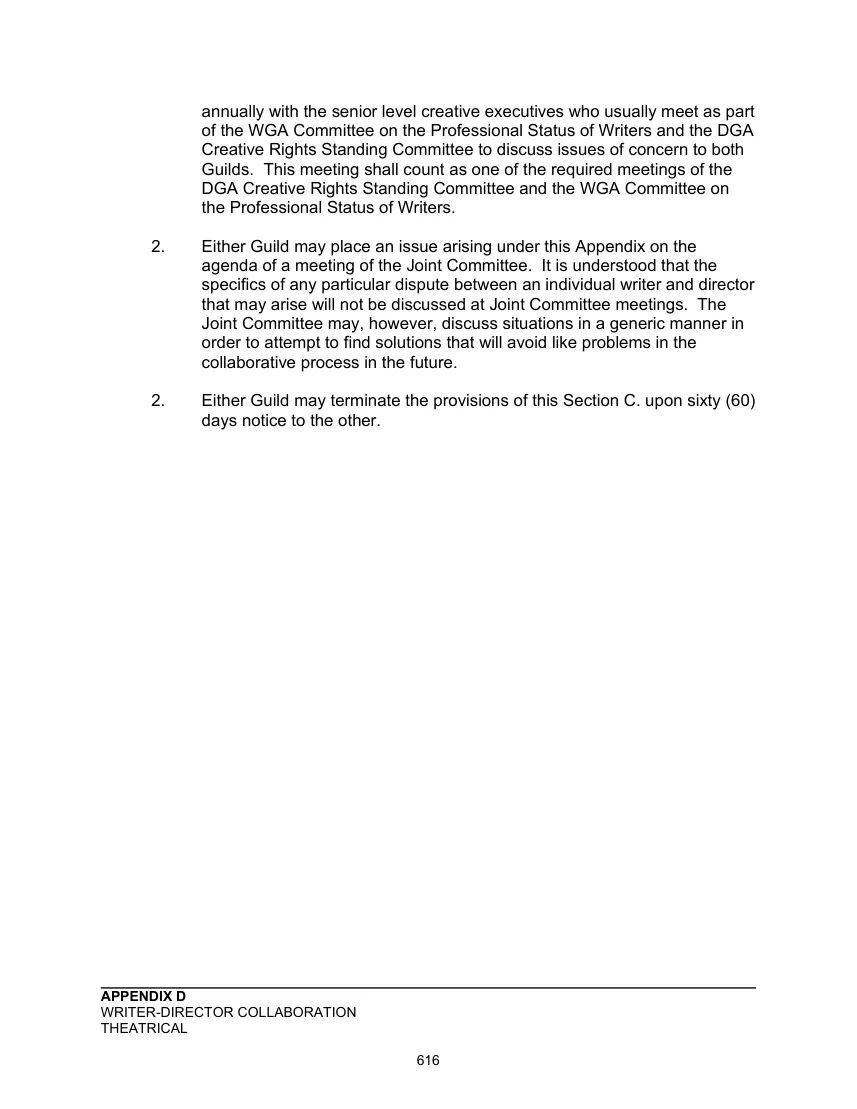 annually with the senior level creative executives who usually meet as part
of the WGA Committee on the Professional Status of Writers and the DGA
Creative Rights Standing Committee to discuss issues of concern to both
Guilds.  This meeting shall count as one of the required meetings of the
DGA Creative Rights Standing Committee and the WGA Committee on
the Professional Status of Writers.
2. Either Guild may place an issue arising under this Appendix on the
agenda of a meeting of the Joint Committee.  It is understood that the
specifics of any particular dispute between an individual writer and director
that may arise will not be discussed at Joint Committee meetings.  The
Joint Committee may, however, discuss situations in a generic manner in
order to attempt to find solutions that will avoid like problems in the
collaborative process in the future.
2. Either Guild may terminate the provisions of this Section C. upon sixty (60)
days notice to the other.
APPENDIX D
WRITER-DIRECTOR COLLABORATION
THEATRICAL
616